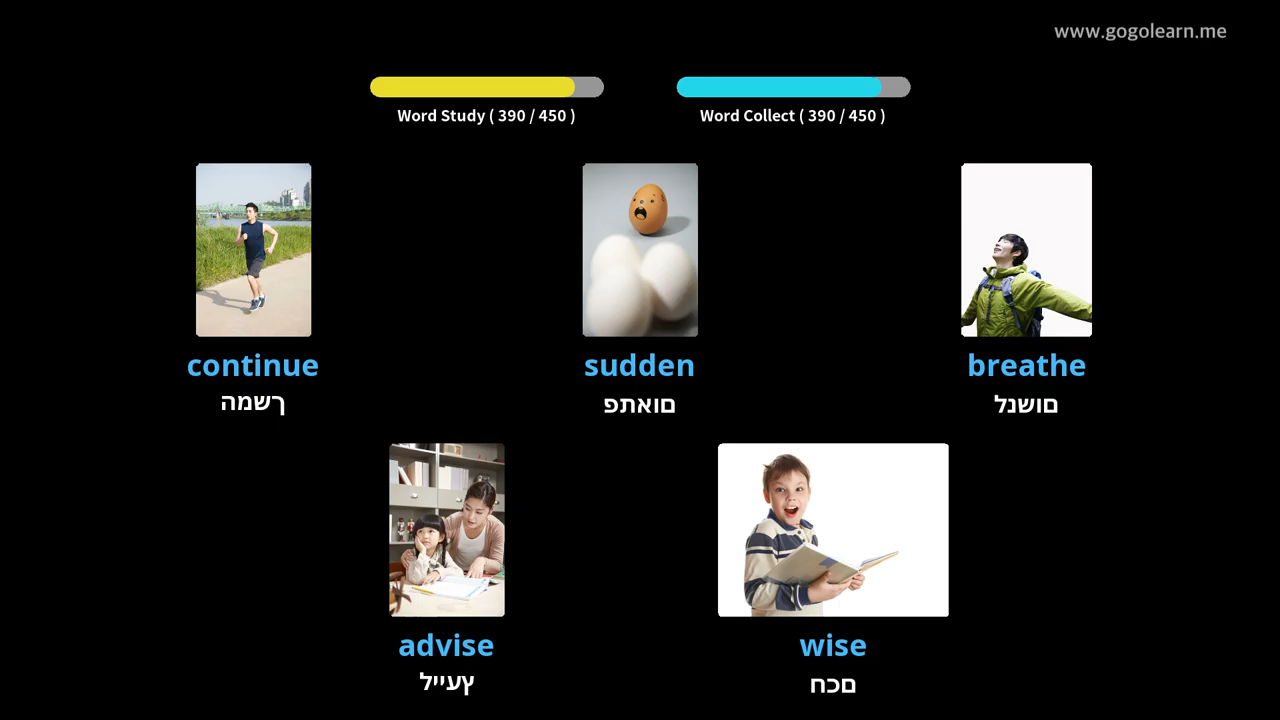 www.gogolearn.me
Word Study ( 390 / 450 )
Word Collect ( 390 / 450 )
continue
ךשמה
sudden
םואתפ
breathe
םושנל
advise
ץעייל
wise
םכח